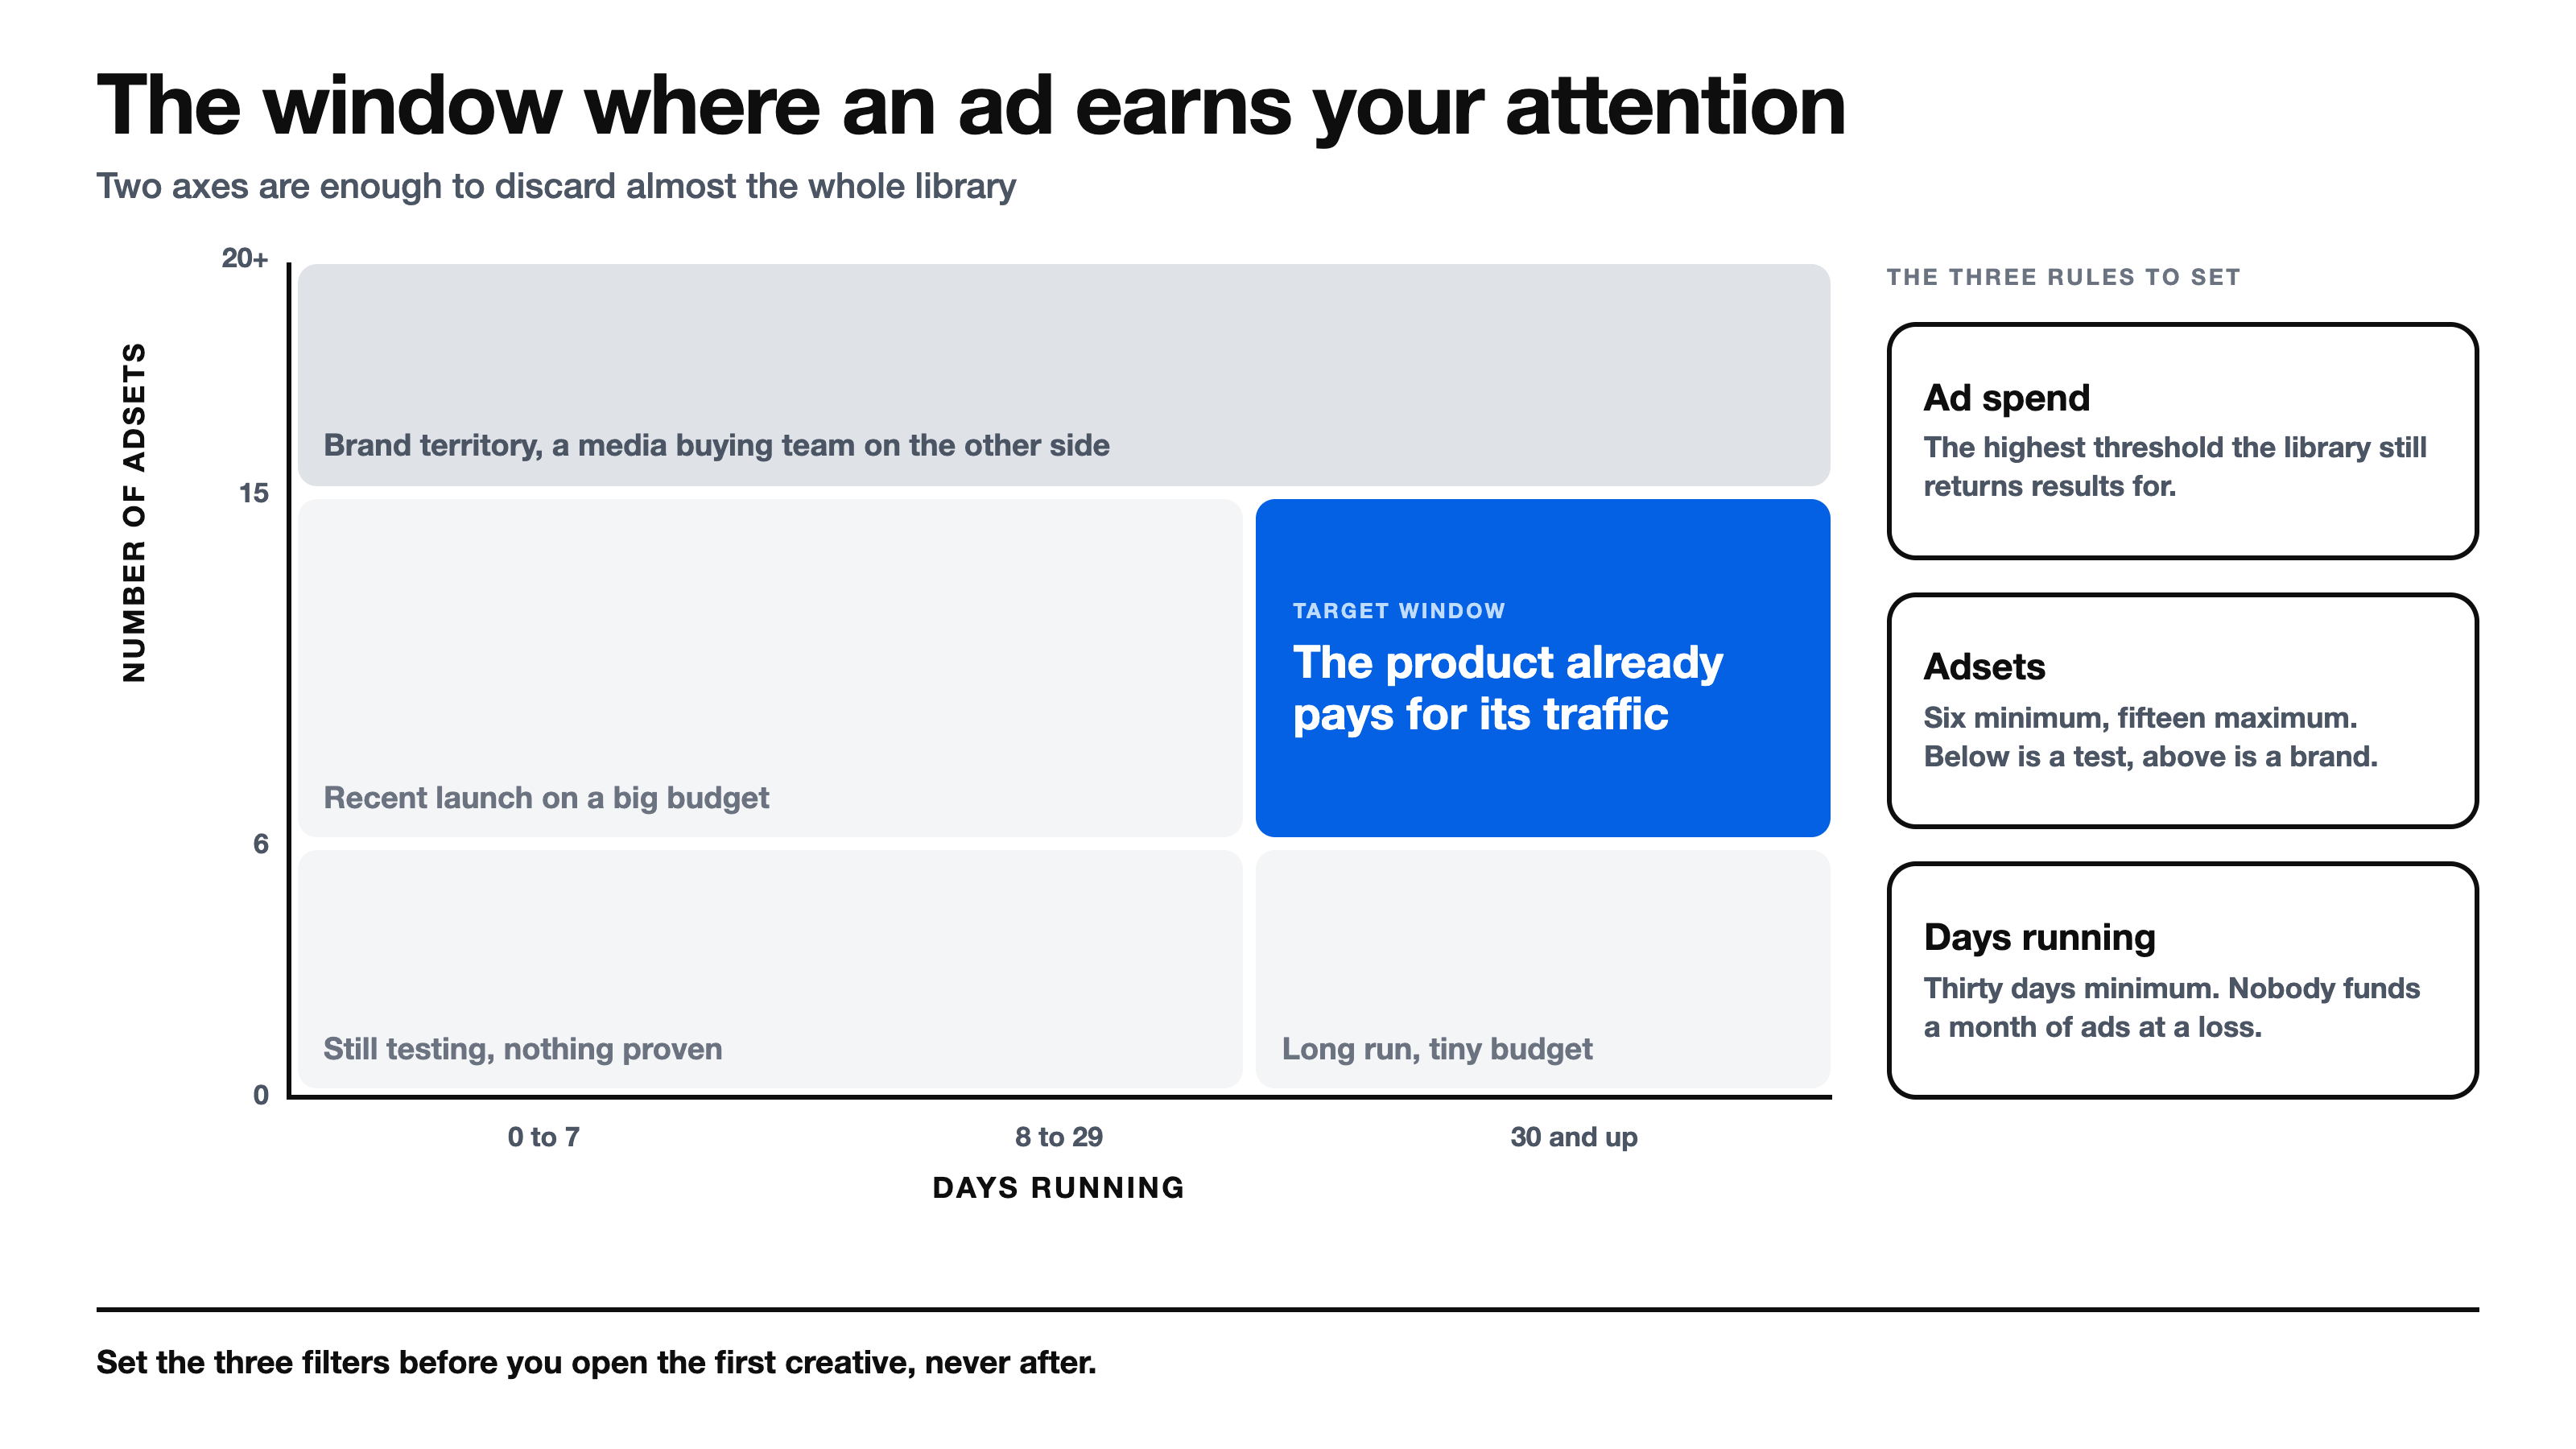 The window where an ad earns your attention
Two axes are enough to discard almost the whole library
NUMBER OF ADSETS
20+
15
6
0
Brand territory, a media buying team on the other side
Recent launch on a big budget
TARGET WINDOW
The product already
pays for its traffic
Still testing, nothing proven
Long run, tiny budget
0 to 7
8 to 29
30 and up
DAYS RUNNING
THE THREE RULES TO SET
Ad spend
The highest threshold the library still
returns results for.
Adsets
Six minimum, fifteen maximum.
Below is a test, above is a brand.
Days running
Thirty days minimum. Nobody funds
a month of ads at a loss.
Set the three filters before you open the first creative, never after.